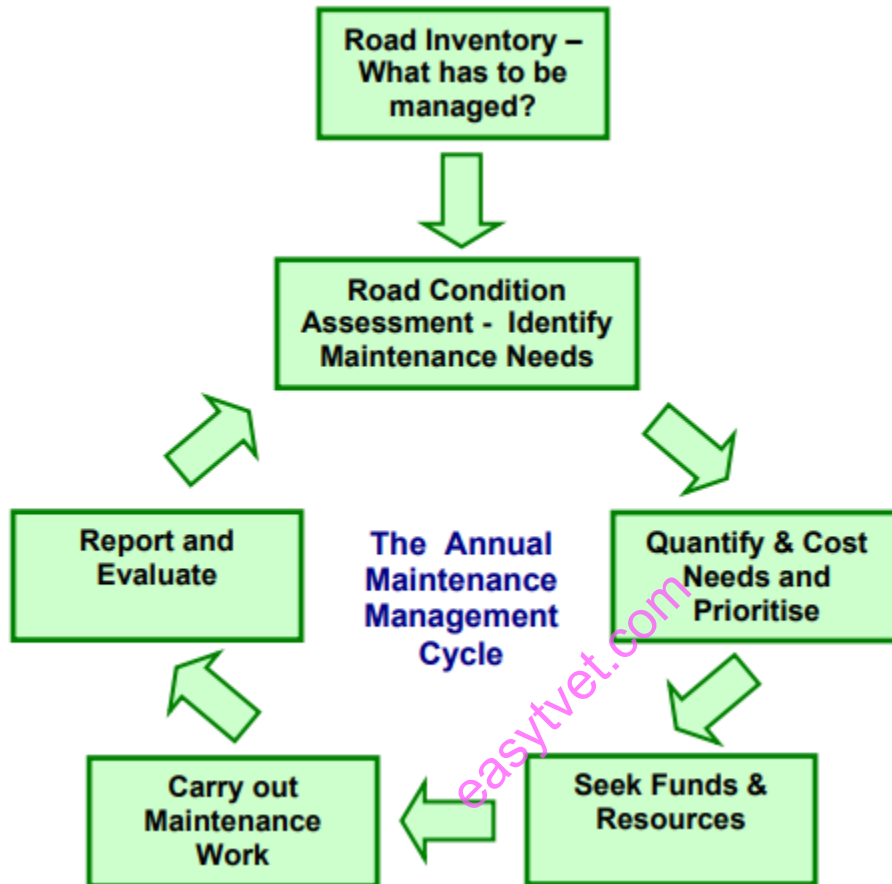 Road Inventory –
What has to be
managed?
Road Condition
Assessment - Identify
Maintenance Needs
Report and
Evaluate
The Annual
Maintenance
Management
Cycle
Quantify & Cost
Needs and
Prioritise
Carry out
Maintenance
Work
Seek Funds &
Resources
easytvet.com